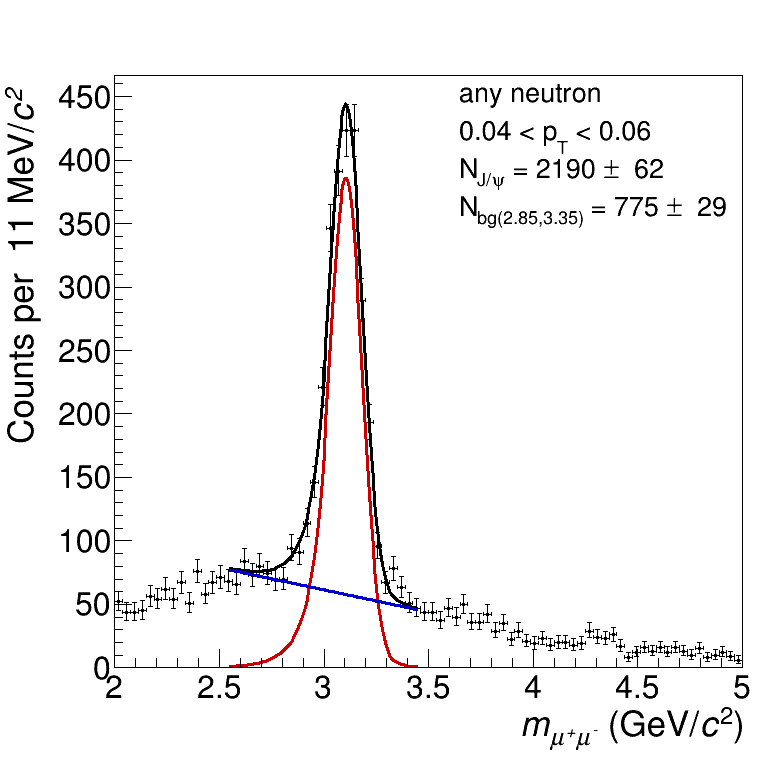 any neutron
0.04 < p_T < 0.06
N_J/ψ = 2190 ± 62
N_bg(2.85,3.35) = 775 ± 29
Counts per 11 MeV/c²
450
400
350
300
250
200
150
100
50
0
2 2.5 3 3.5 4 4.5 5
m_μ⁺μ⁻ (GeV/c²)